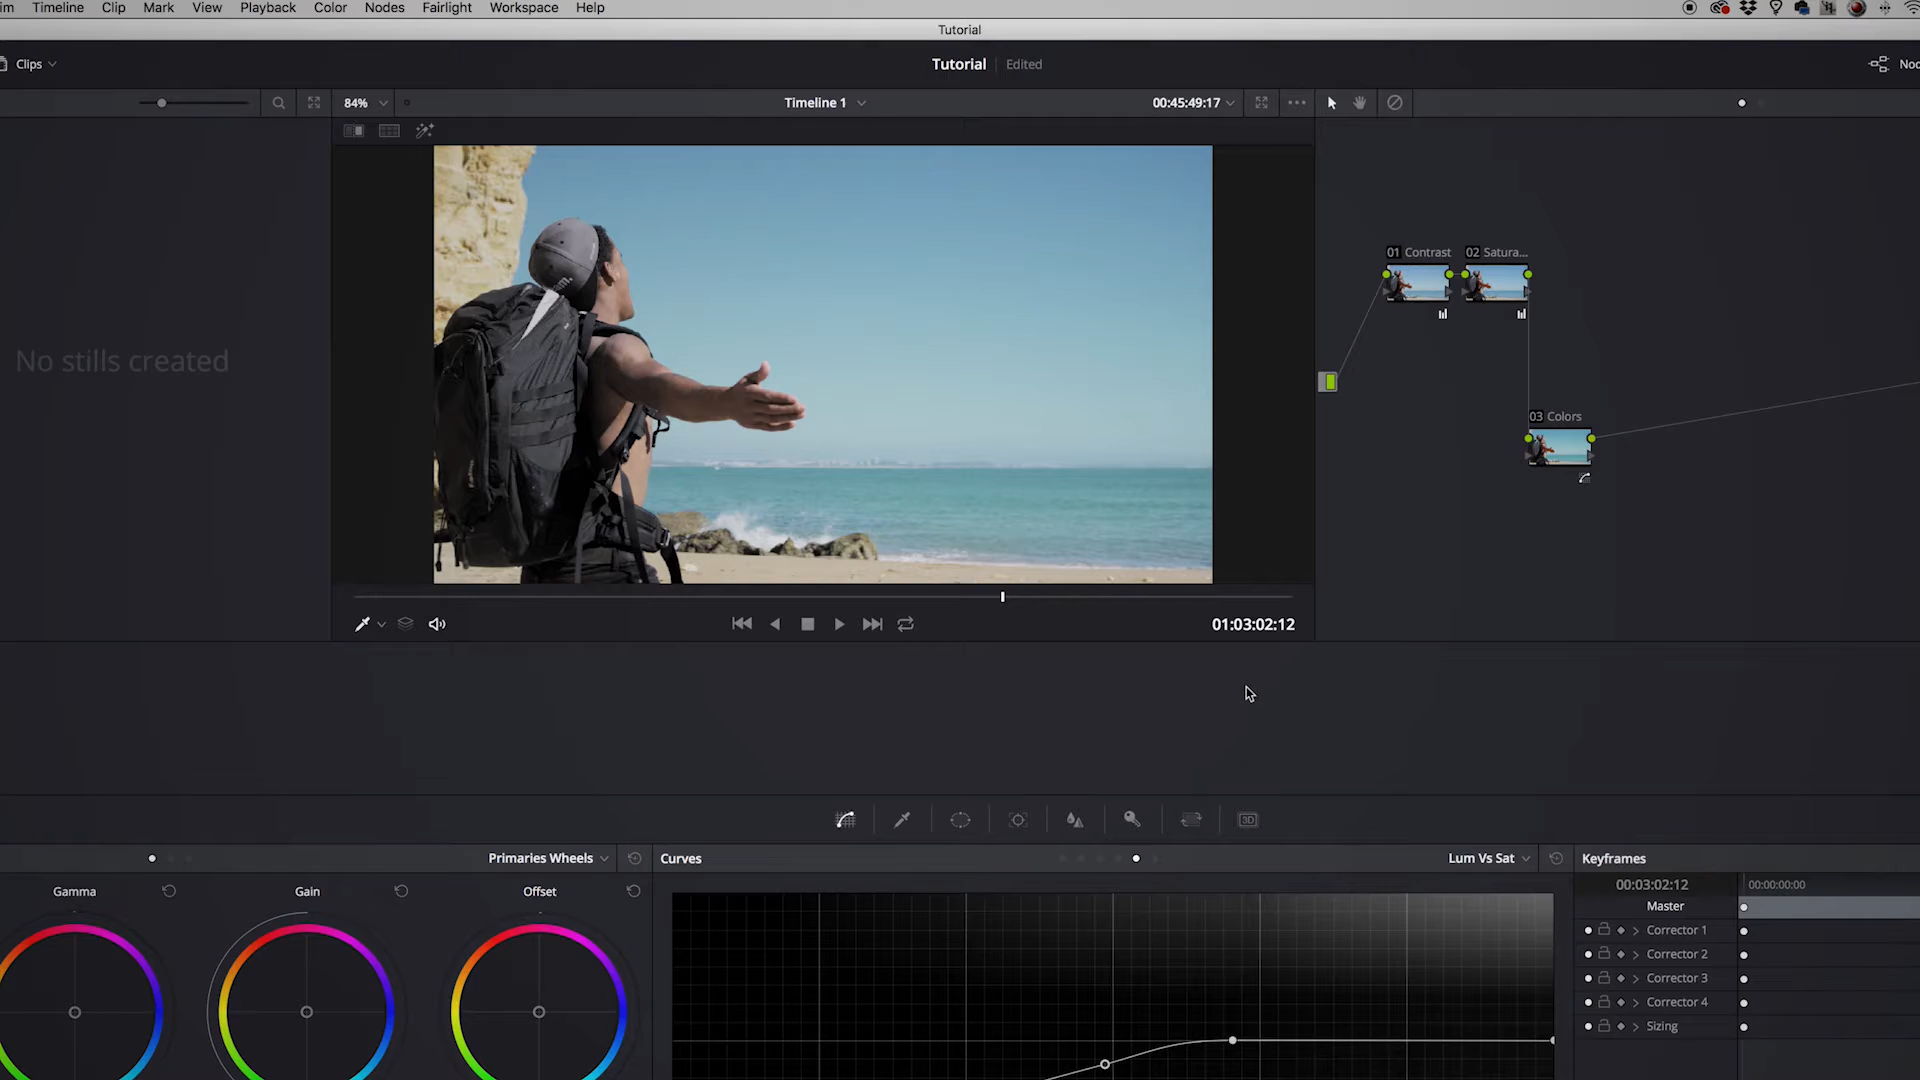 Timeline Clip Mark View Playback Color Nodes Fairlight Workspace Help
Tutorial
Clips Tutorial Edited
84% Timeline 1 00:45:49:17
01 Contrast 02 Satura...
No stills created
03 Colors
01:03:02:12
3D
Primaries Wheels Curves Lum Vs Sat Keyframes
Gamma Gain Offset 00:03:02:12 00:00:00:00
Master
Corrector 1
Corrector 2
Corrector 3
Corrector 4
Sizing